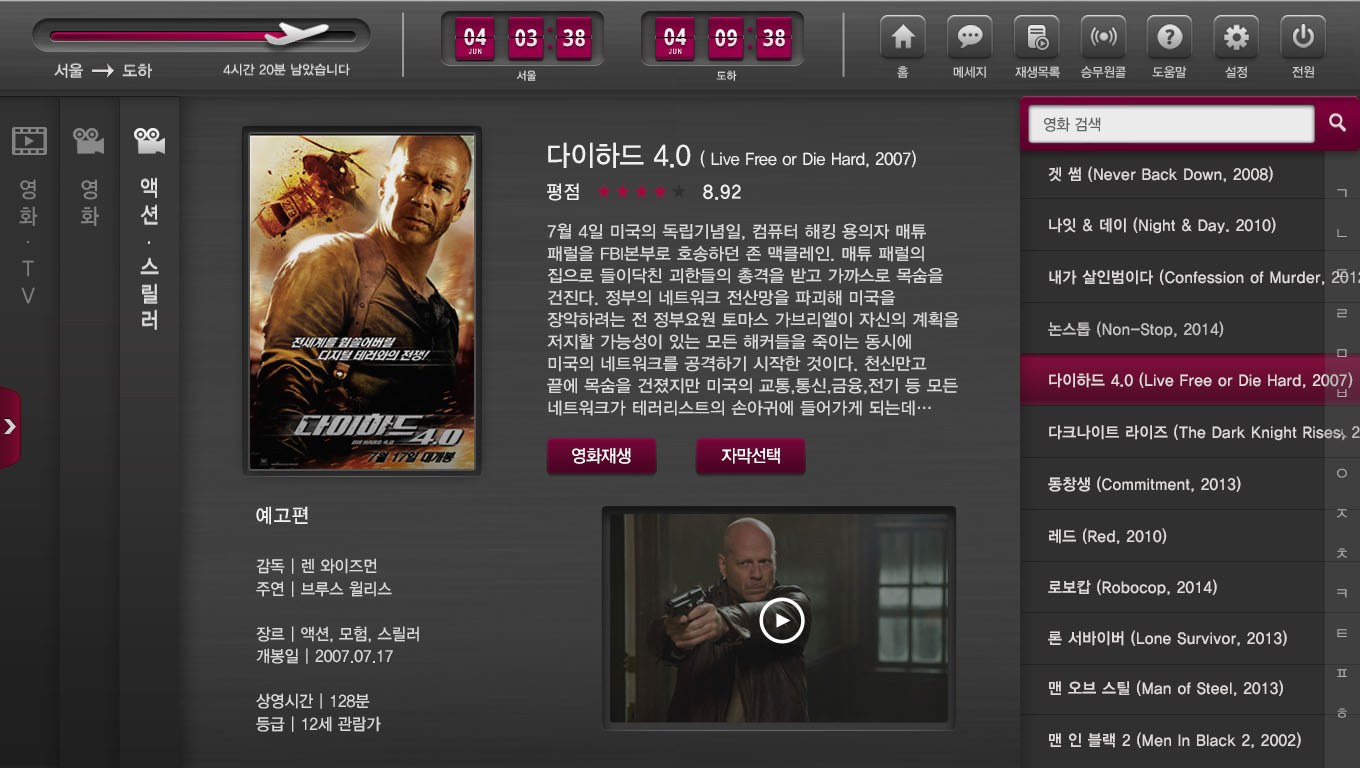 서울 → 도하
4시간 20분 남았습니다
04 JUN 03 : 38
서울
04 JUN 09 : 38
도하
홈
메세지
재생목록
승무원콜
도움말
설정
전원
영화 · TV
영화
액션 · 스릴러
전세계를 휩쓸어버릴
디지털 테러와의 전쟁!
다이하드 4.0
DIE HARD 4.0
7월 17일 대개봉
다이하드 4.0 ( Live Free or Die Hard, 2007)
평점 ★★★★★ 8.92
7월 4일 미국의 독립기념일, 컴퓨터 해킹 용의자 매튜
패럴을 FBI본부로 호송하던 존 맥클레인. 매튜 패럴의
집으로 들이닥친 괴한들의 총격을 받고 가까스로 목숨을
건진다. 정부의 네트워크 전산망을 파괴해 미국을
장악하려는 전 정부요원 토마스 가브리엘이 자신의 계획을
저지할 가능성이 있는 모든 해커들을 죽이는 동시에
미국의 네트워크를 공격하기 시작한 것이다. 천신만고
끝에 목숨을 건졌지만 미국의 교통,통신,금융,전기 등 모든
네트워크가 테러리스트의 손아귀에 들어가게 되는데…
영화재생
자막선택
예고편
감독 | 렌 와이즈먼
주연 | 브루스 윌리스
장르 | 액션, 모험, 스릴러
개봉일 | 2007.07.17
상영시간 | 128분
등급 | 12세 관람가
영화 검색
겟 썸 (Never Back Down, 2008)
나잇 & 데이 (Night & Day. 2010)
내가 살인범이다 (Confession of Murder, 2012
논스톱 (Non-Stop, 2014)
다이하드 4.0 (Live Free or Die Hard, 2007)
다크나이트 라이즈 (The Dark Knight Rises, 2
동창생 (Commitment, 2013)
레드 (Red, 2010)
로보캅 (Robocop, 2014)
론 서바이버 (Lone Survivor, 2013)
맨 오브 스틸 (Man of Steel, 2013)
맨 인 블랙 2 (Men In Black 2, 2002)
ㄱ
ㄴ
ㄷ
ㄹ
ㅁ
ㅂ
ㅅ
ㅇ
ㅈ
ㅊ
ㅋ
ㅌ
ㅍ
ㅎ